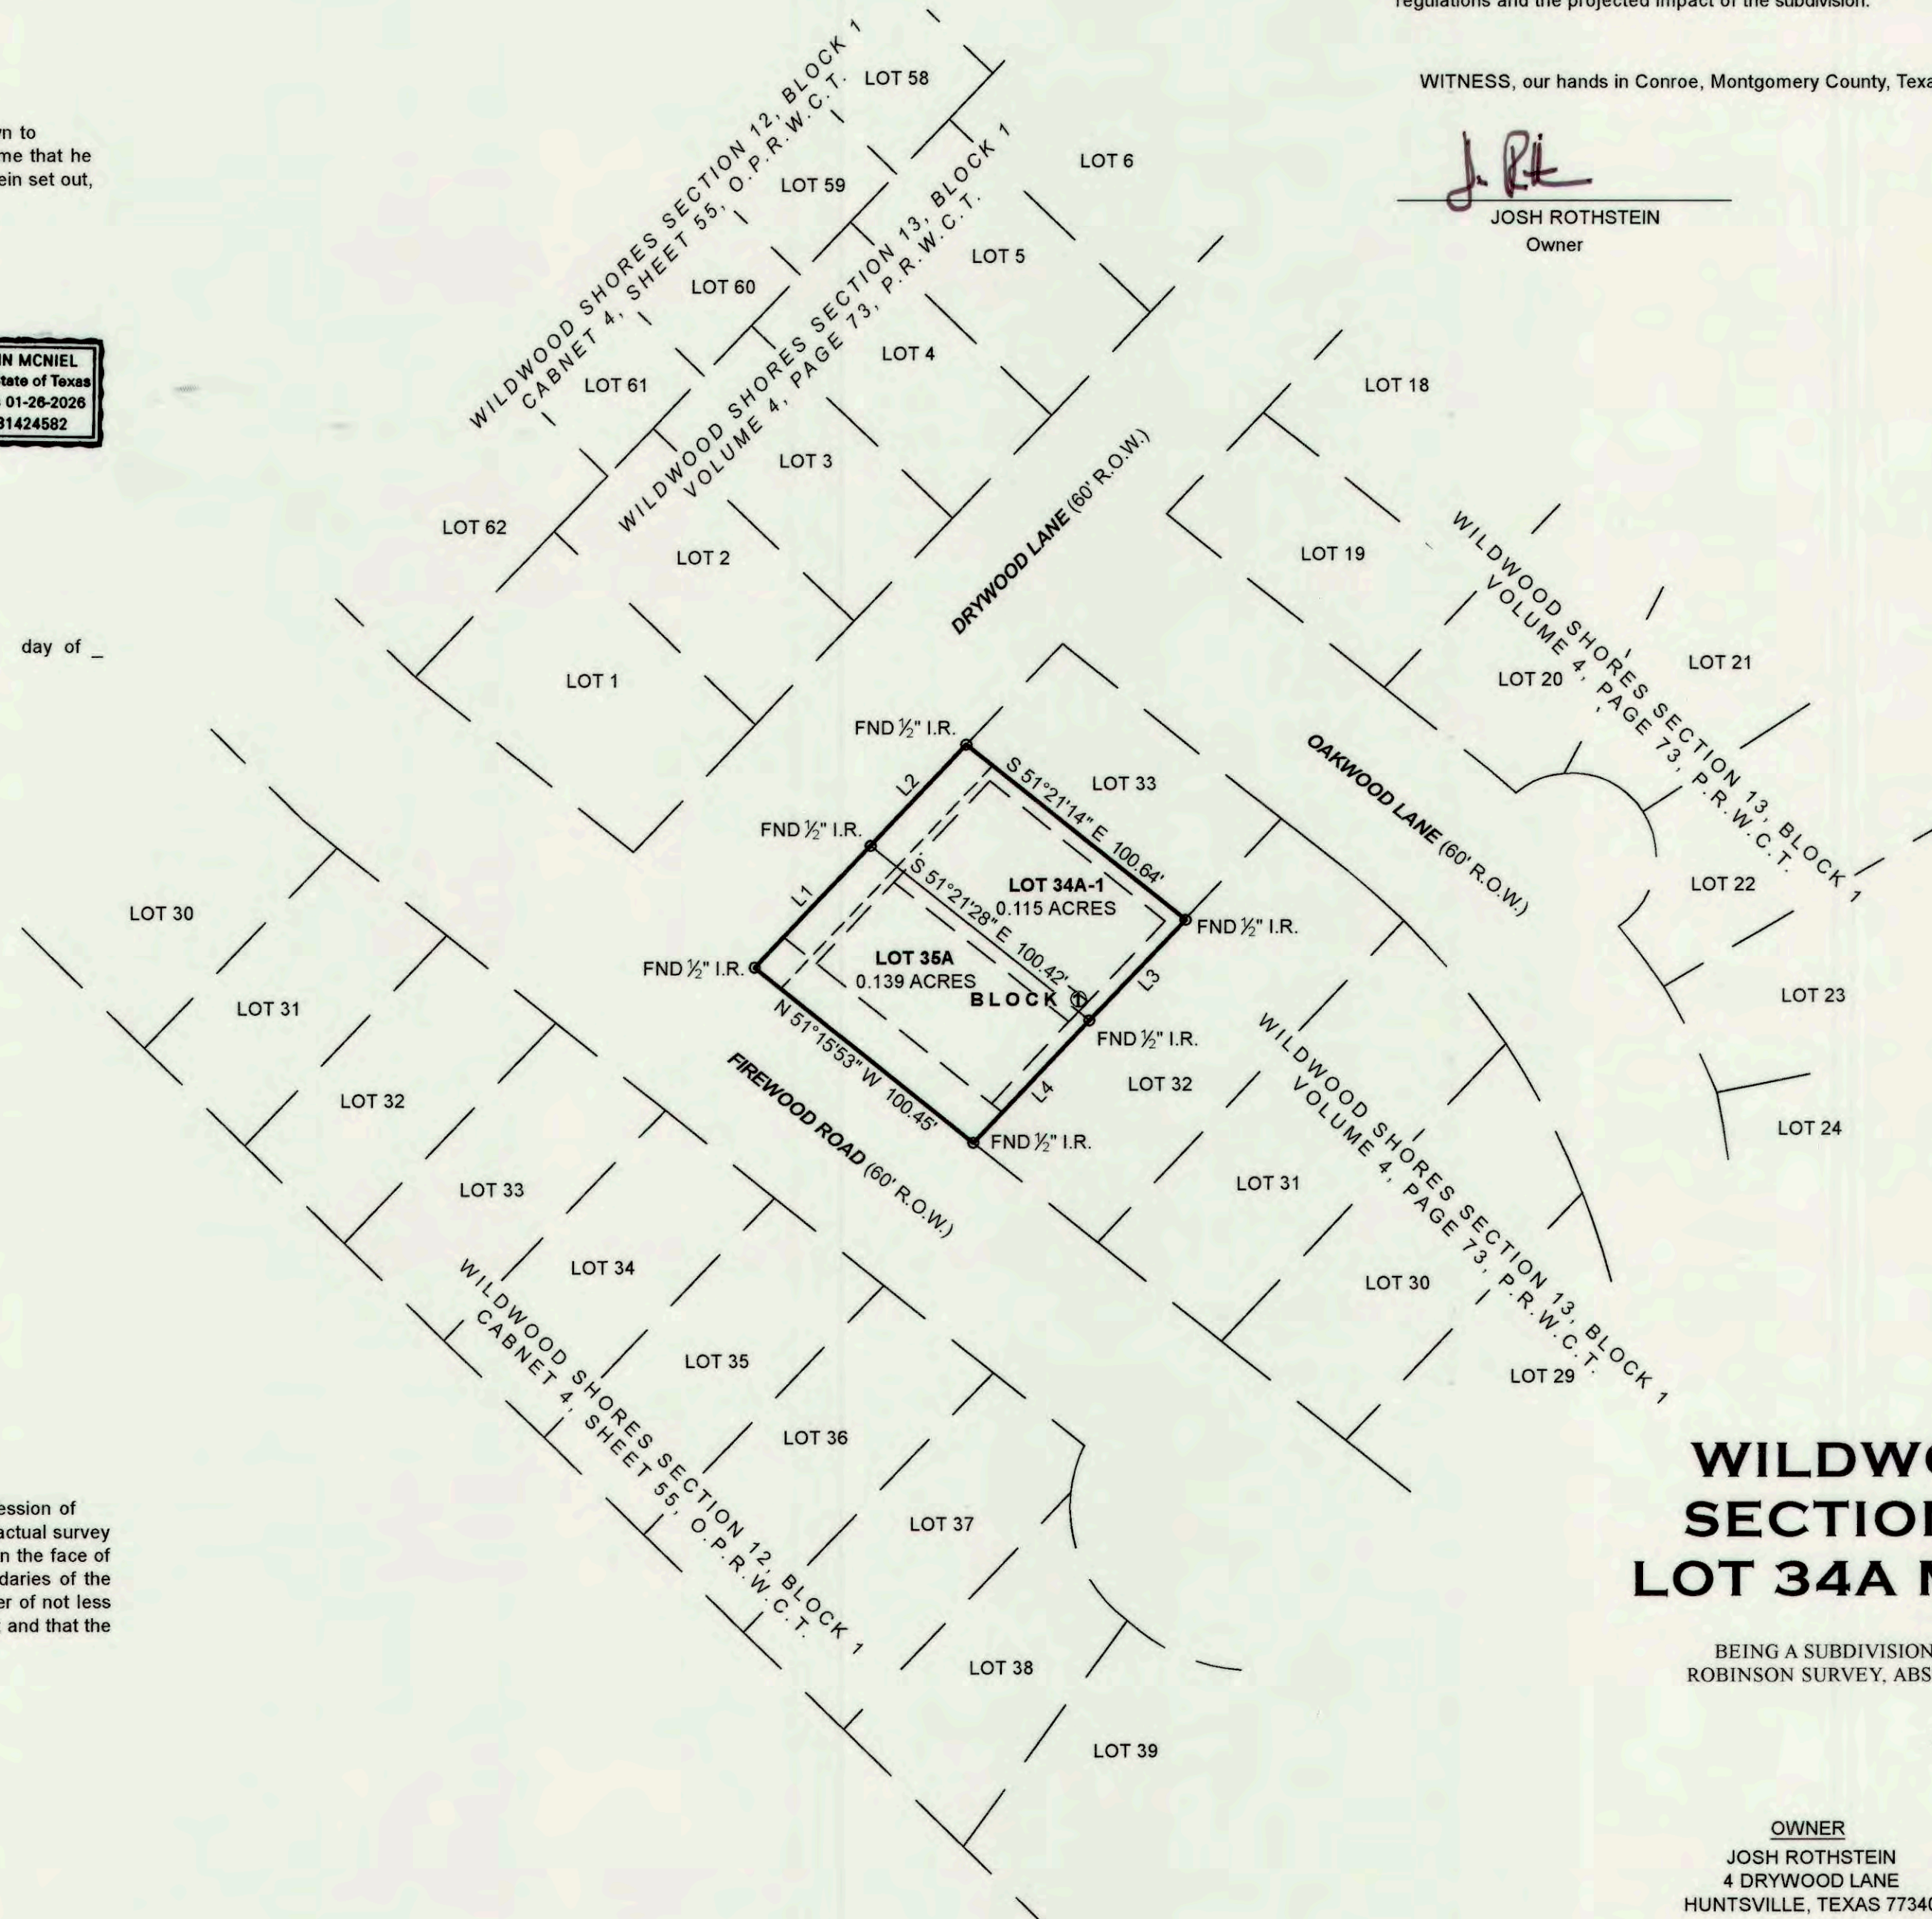 regulations and the projected impact of the subdivision.
WITNESS, our hands in Conroe, Montgomery County,
JOSH ROTHSTEIN
Owner
to
me that he
set out,
MCNIEL
of Texas
01-26-2026
31424582
day of _
of
actual survey
n the face of
of the
of not less
and that the
WILDWOOD SHORES SECTION 12, BLOCK 1
CABNET 4, SHEET 55, O.P.R.W.C.T.
LOT 58
LOT 59
LOT 60
LOT 61
LOT 62
WILDWOOD SHORES SECTION 13, BLOCK 1
VOLUME 4, PAGE 73, P.R.W.C.T.
LOT 6
LOT 5
LOT 4
LOT 3
LOT 2
LOT 1
DRYWOOD LANE (60' R.O.W.)
LOT 18
LOT 19
LOT 20
LOT 21
WILDWOOD SHORES SECTION 13, BLOCK 1
VOLUME 4, PAGE 73, P.R.W.C.T.
LOT 22
LOT 23
LOT 24
OAKWOOD LANE (60' R.O.W.)
FND ½" I.R.
L2
S 51°21'14" E 100.64'
LOT 33
FND ½" I.R.
L1
S 51°21'28" E 100.42'
LOT 34A-1
0.115 ACRES
FND ½" I.R.
LOT 35A
0.139 ACRES
BLOCK 1
L3
FND ½" I.R.
FND ½" I.R.
N 51°15'53" W 100.45'
L4
FND ½" I.R.
LOT 32
FIREWOOD ROAD (60' R.O.W.)
WILDWOOD SHORES SECTION 13, BLOCK 1
VOLUME 4, PAGE 73, P.R.W.C.T.
LOT 31
LOT 30
LOT 29
LOT 30
LOT 31
LOT 32
LOT 33
LOT 34
LOT 35
LOT 36
LOT 37
LOT 38
LOT 39
WILDWOOD SHORES SECTION 12, BLOCK 1
CABNET 4, SHEET 55, O.P.R.W.C.T.
LOT 34A
BEING A SUBDIVISION
ROBINSON SURVEY,
OWNER
JOSH ROTHSTEIN
4 DRYWOOD LANE
HUNTSVILLE, TEXAS 77340